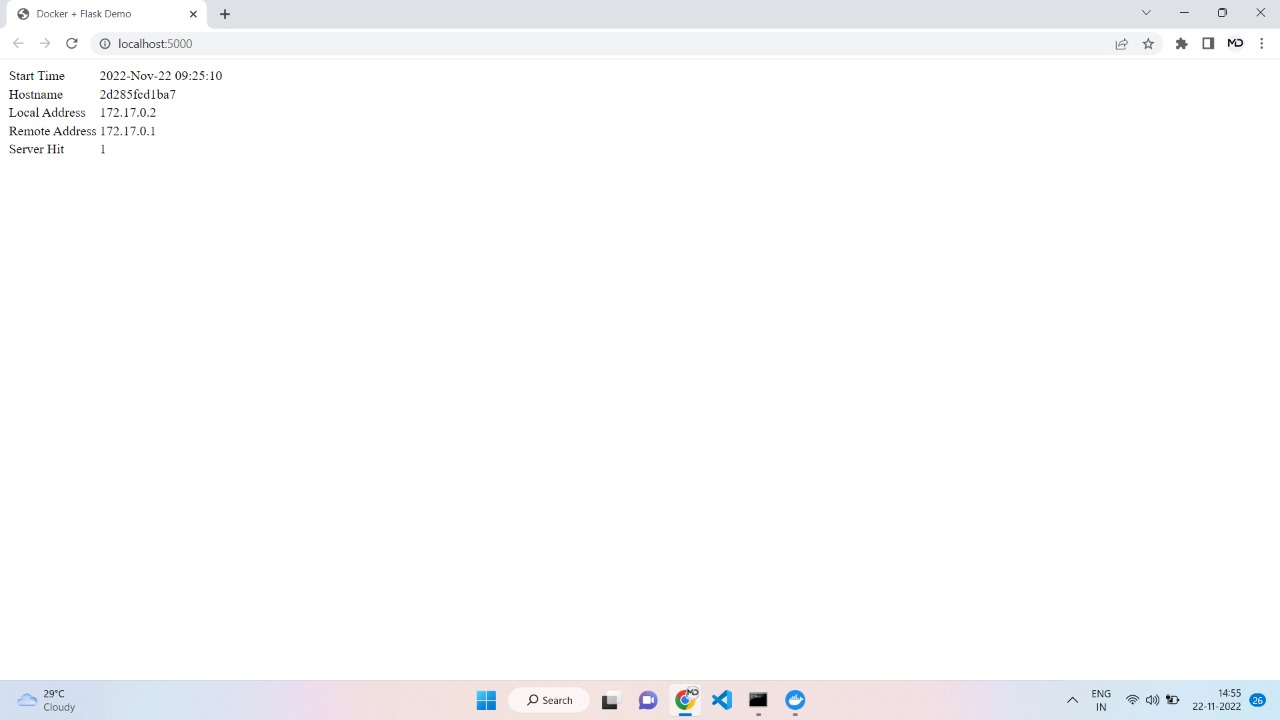 Docker + Flask Demo
localhost:5000
MD
Start Time 2022-Nov-22 09:25:10
Hostname 2d285fcd1ba7
Local Address 172.17.0.2
Remote Address 172.17.0.1
Server Hit 1
29°C
Cloudy
Search
MD
ENG
IN
14:55
22-11-2022
26